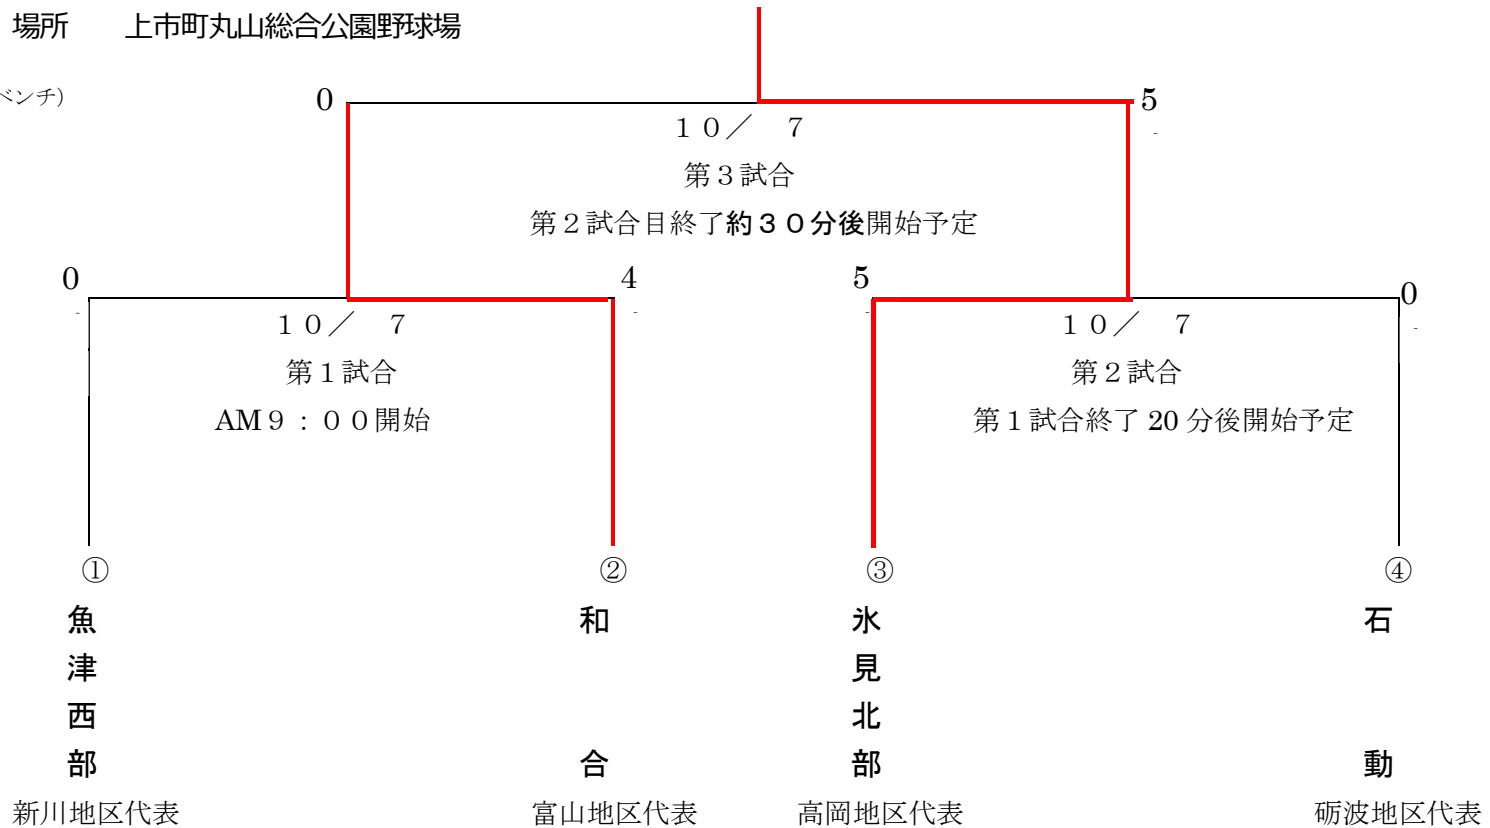 場所　　上市町丸山総合公園野球場
ベンチ）
0
5
１０／　７
第３試合
第２試合目終了約３０分後開始予定
0
4
5
0
１０／　７
１０／　７
第１試合
第２試合
AM９：００開始
第１試合終了 20 分後開始予定
①
②
③
④
魚津西部
和合
氷見北部
石動
新川地区代表
富山地区代表
高岡地区代表
砺波地区代表